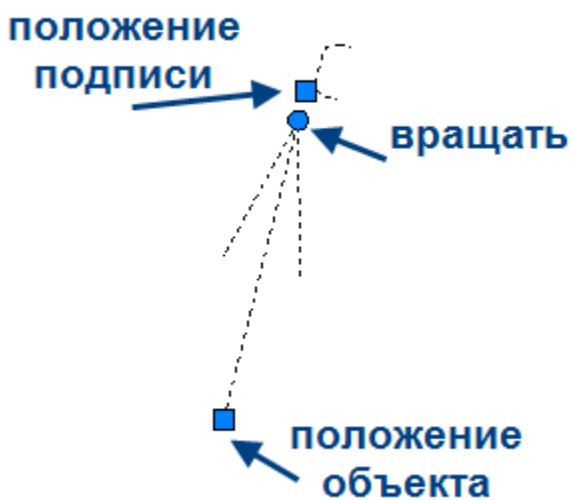 положение
подписи
вращать
положение
объекта